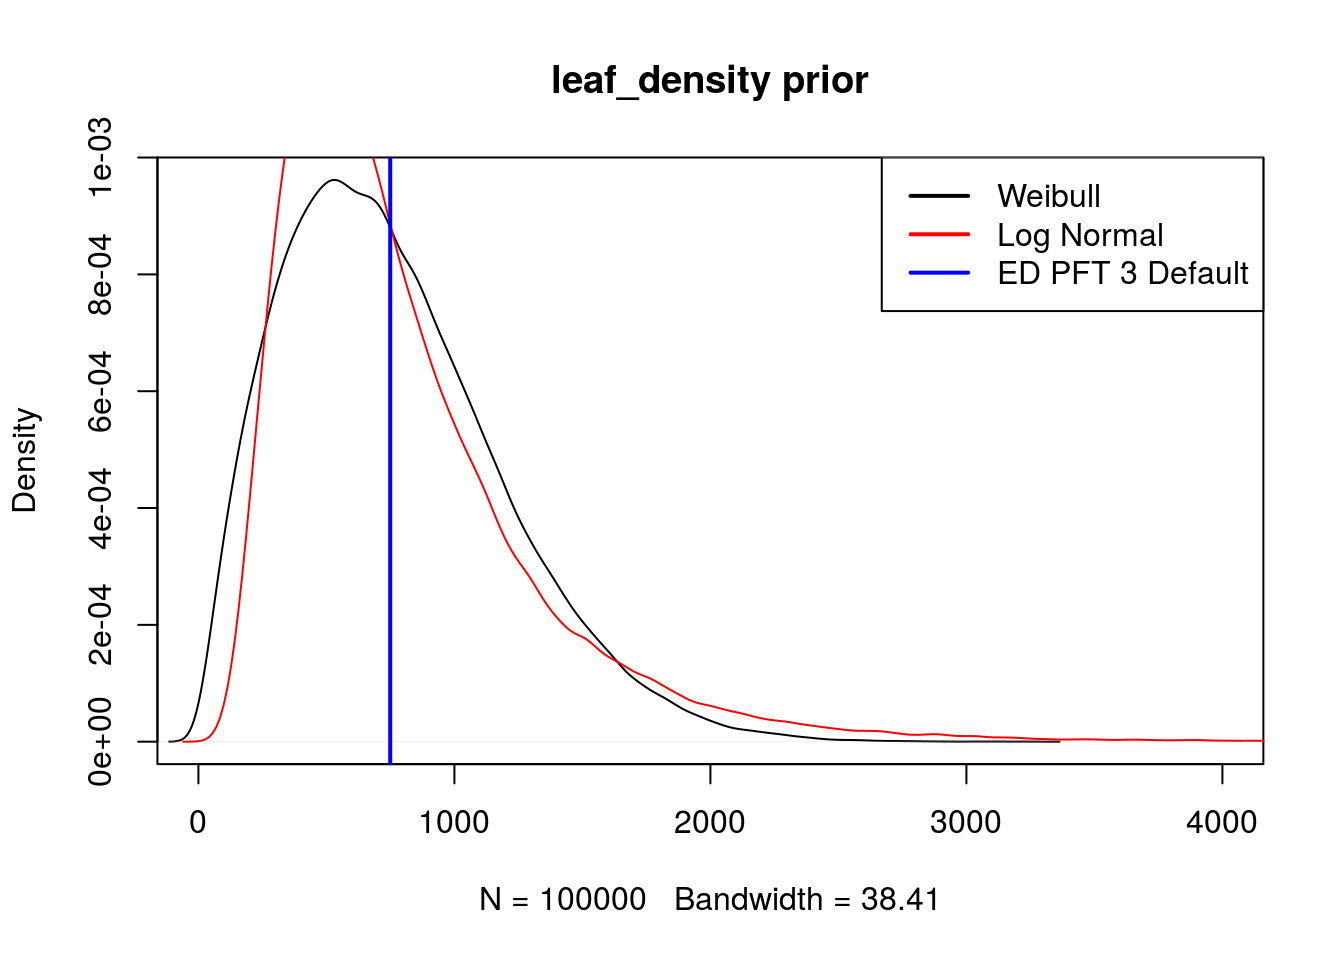 leaf_density prior
Weibull
Log Normal
ED PFT 3 Default
Density
1e-03
8e-04
6e-04
4e-04
2e-04
0e+00
0 1000 2000 3000 4000
N = 100000 Bandwidth = 38.41